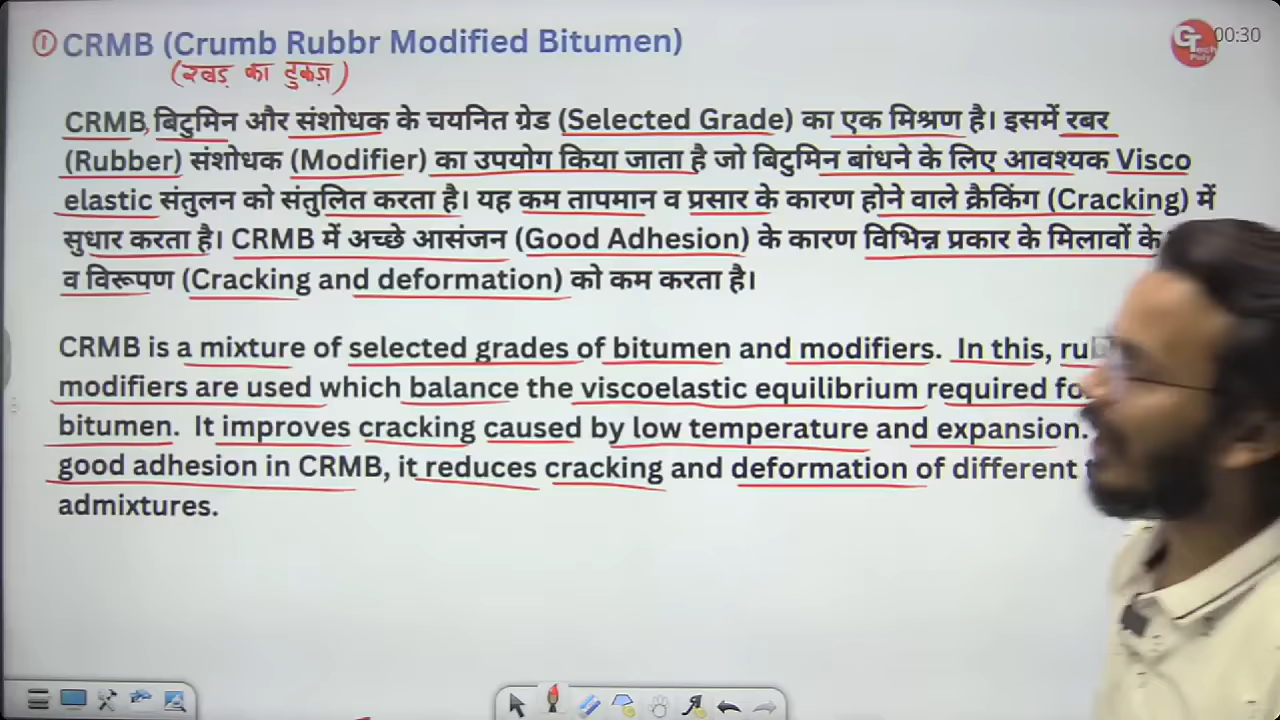 ① CRMB (Crumb Rubbr Modified Bitumen)
(रबड़ का टुकड़ा)
GTech Poly
00:30
CRMB, बिटुमिन और संशोधक के चयनित ग्रेड (Selected Grade) का एक मिश्रण है। इसमें रबर
(Rubber) संशोधक (Modifier) का उपयोग किया जाता है जो बिटुमिन बांधने के लिए आवश्यक Visco
elastic संतुलन को संतुलित करता है। यह कम तापमान व प्रसार के कारण होने वाले क्रैकिंग (Cracking) में
सुधार करता है। CRMB में अच्छे आसंजन (Good Adhesion) के कारण विभिन्न प्रकार के मिलावों के
व विरूपण (Cracking and deformation) को कम करता है।
CRMB is a mixture of selected grades of bitumen and modifiers. In this,
modifiers are used which balance the viscoelastic equilibrium required
bitumen. It improves cracking caused by low temperature and expansion.
good adhesion in CRMB, it reduces cracking and deformation of different
admixtures.